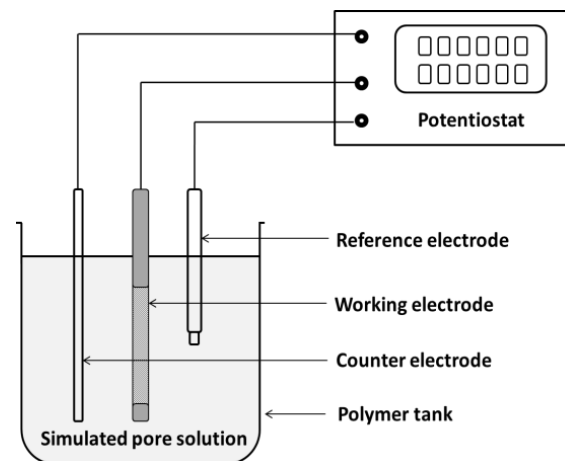 Potentiostat
Reference electrode
Working electrode
Counter electrode
Polymer tank
Simulated pore solution